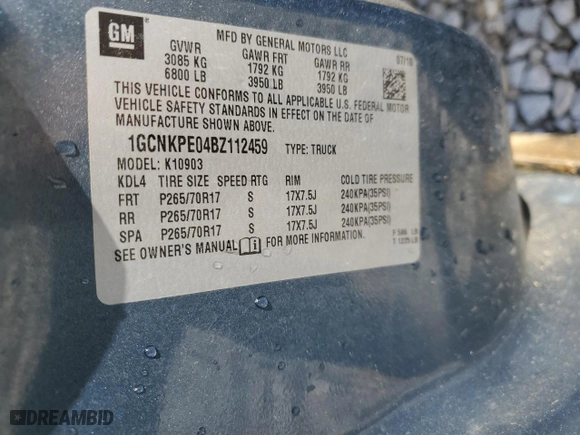 GM
MFD BY GENERAL MOTORS LLC 07/10
GVWR GAWR FRT GAWR RR
3085 KG 1792 KG 1792 KG
6800 LB 3950 LB 3950 LB
THIS VEHICLE CONFORMS TO ALL APPLICABLE U.S. FEDERAL MOTOR
VEHICLE SAFETY STANDARDS IN EFFECT ON THE DATE OF
MANUFACTURE SHOWN ABOVE.
1GCNKPE04BZ112459 TYPE: TRUCK
MODEL: K10903
KDL4 TIRE SIZE SPEED RTG RIM COLD TIRE PRESSURE
FRT P265/70R17 S 17X7.5J 240KPA(35PSI)
RR P265/70R17 S 17X7.5J 240KPA(35PSI)
SPA P265/70R17 S 17X7.5J 240KPA(35PSI)
SEE OWNER'S MANUAL i FOR MORE INFORMATION.
DREAMBID